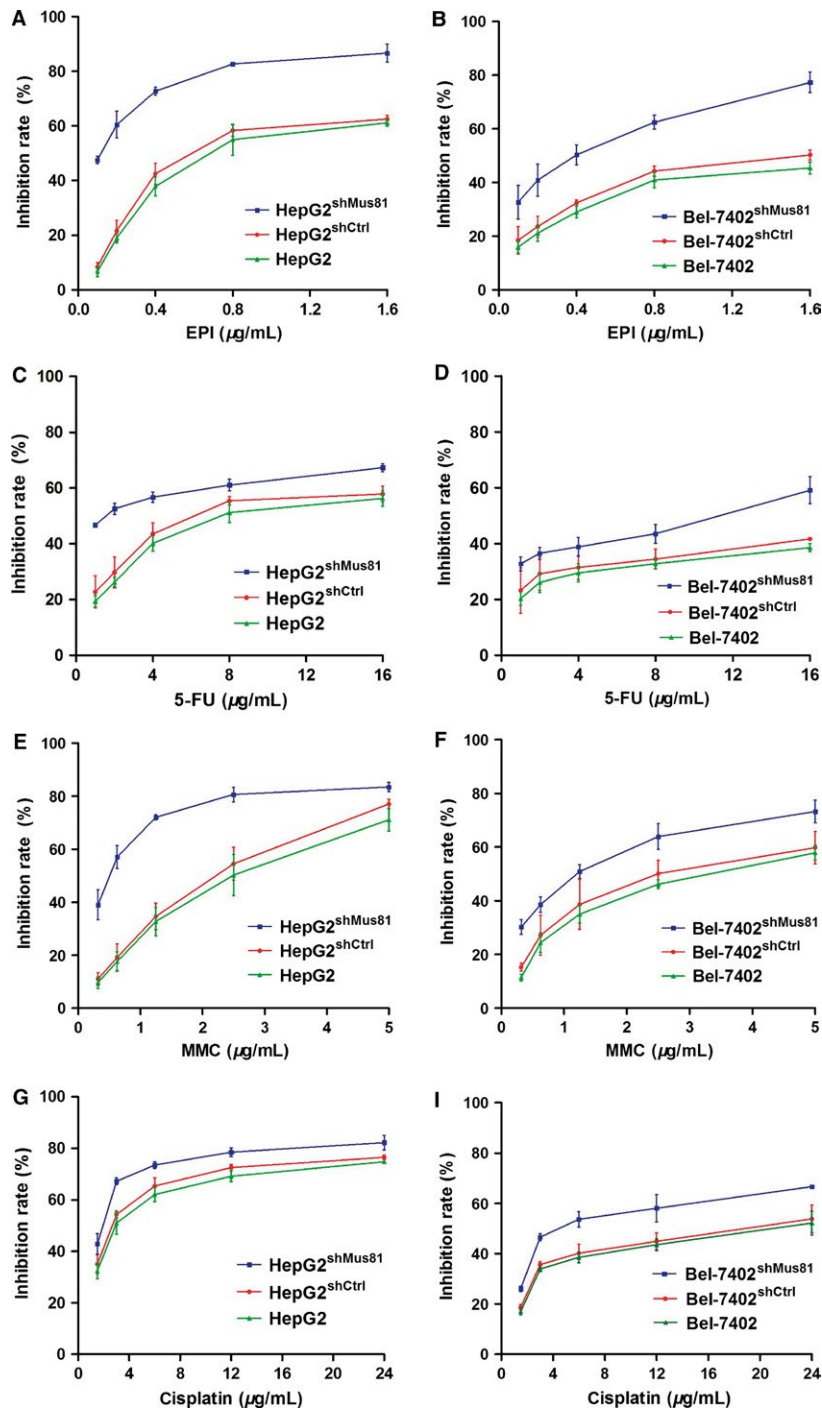 A
Inhibition rate (%)
100
80
60
40
20
0
HepG2shMus81
HepG2shCtrl
HepG2
0.0 0.4 0.8 1.2 1.6
EPI (µg/mL)
B
Inhibition rate (%)
100
80
60
40
20
0
Bel-7402shMus81
Bel-7402shCtrl
Bel-7402
0.0 0.4 0.8 1.2 1.6
EPI (µg/mL)
C
Inhibition rate (%)
100
80
60
40
20
0
HepG2shMus81
HepG2shCtrl
HepG2
0 4 8 12 16
5-FU (µg/mL)
D
Inhibition rate (%)
100
80
60
40
20
0
Bel-7402shMus81
Bel-7402shCtrl
Bel-7402
0 4 8 12 16
5-FU (µg/mL)
E
Inhibition rate (%)
100
80
60
40
20
0
HepG2shMus81
HepG2shCtrl
HepG2
0 1 2 3 4 5
MMC (µg/mL)
F
Inhibition rate (%)
100
80
60
40
20
0
Bel-7402shMus81
Bel-7402shCtrl
Bel-7402
0 1 2 3 4 5
MMC (µg/mL)
G
Inhibition rate (%)
100
80
60
40
20
0
HepG2shMus81
HepG2shCtrl
HepG2
0 4 8 12 16 20 24
Cisplatin (µg/mL)
I
Inhibition rate (%)
100
80
60
40
20
0
Bel-7402shMus81
Bel-7402shCtrl
Bel-7402
0 4 8 12 16 20 24
Cisplatin (µg/mL)